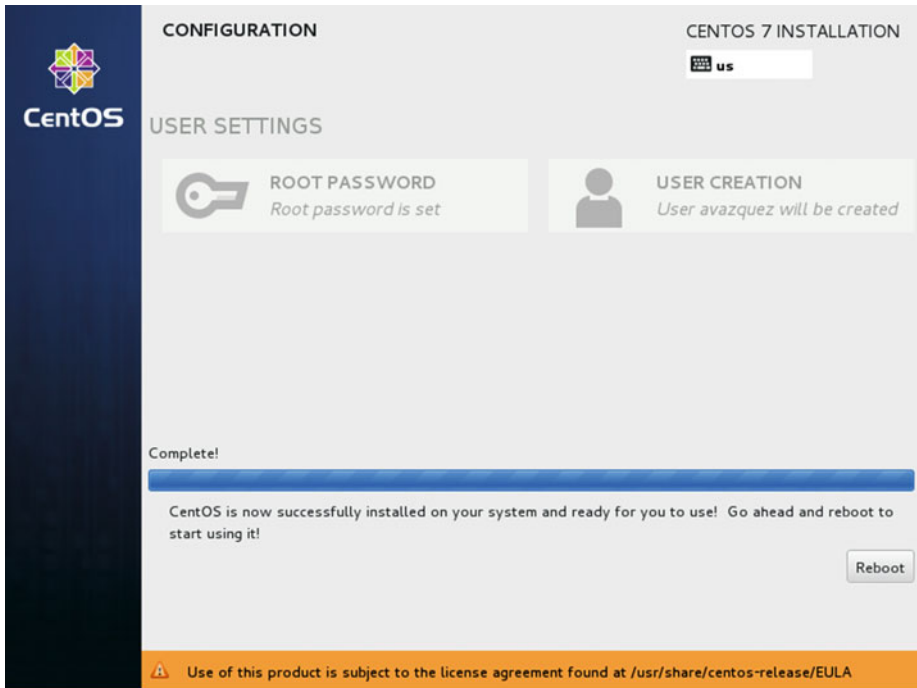 CONFIGURATION
CENTOS 7 INSTALLATION
us
CentOS
USER SETTINGS
ROOT PASSWORD
Root password is set
USER CREATION
User avazquez will be created
Complete!
CentOS is now successfully installed on your system and ready for you to use! Go ahead and reboot to
start using it!
Reboot
Use of this product is subject to the license agreement found at /usr/share/centos-release/EULA